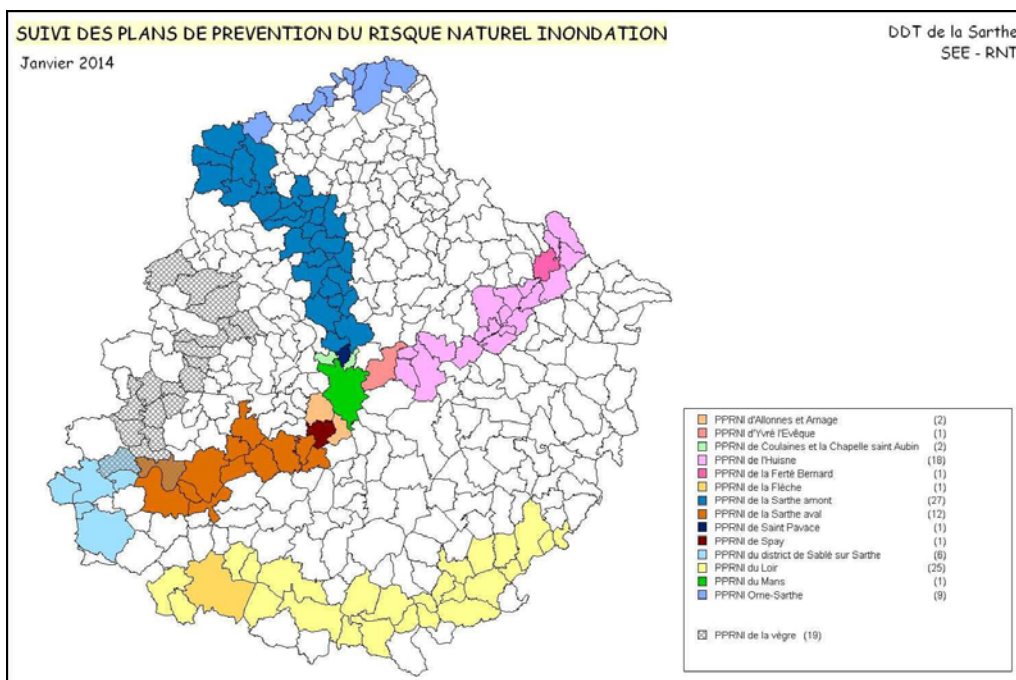 SUIVI DES PLANS DE PREVENTION DU RISQUE NATUREL INONDATION
DDT de la Sarthe
SEE - RNT
Janvier 2014
PPRNI d'Allonnes et Arnage (2)
PPRNI d'Yvré l'Evêque (1)
PPRNI de Coulaines et la Chapelle saint Aubin (2)
PPRNI de l'Huisne (18)
PPRNI de la Ferté Bernard (1)
PPRNI de la Flèche (1)
PPRNI de la Sarthe amont (27)
PPRNI de la Sarthe aval (12)
PPRNI de Saint Pavace (1)
PPRNI de Spay (1)
PPRNI du district de Sablé sur Sarthe (6)
PPRNI du Loir (25)
PPRNI du Mans (1)
PPRNI Orne-Sarthe (9)
PPRNI de la vègre (19)